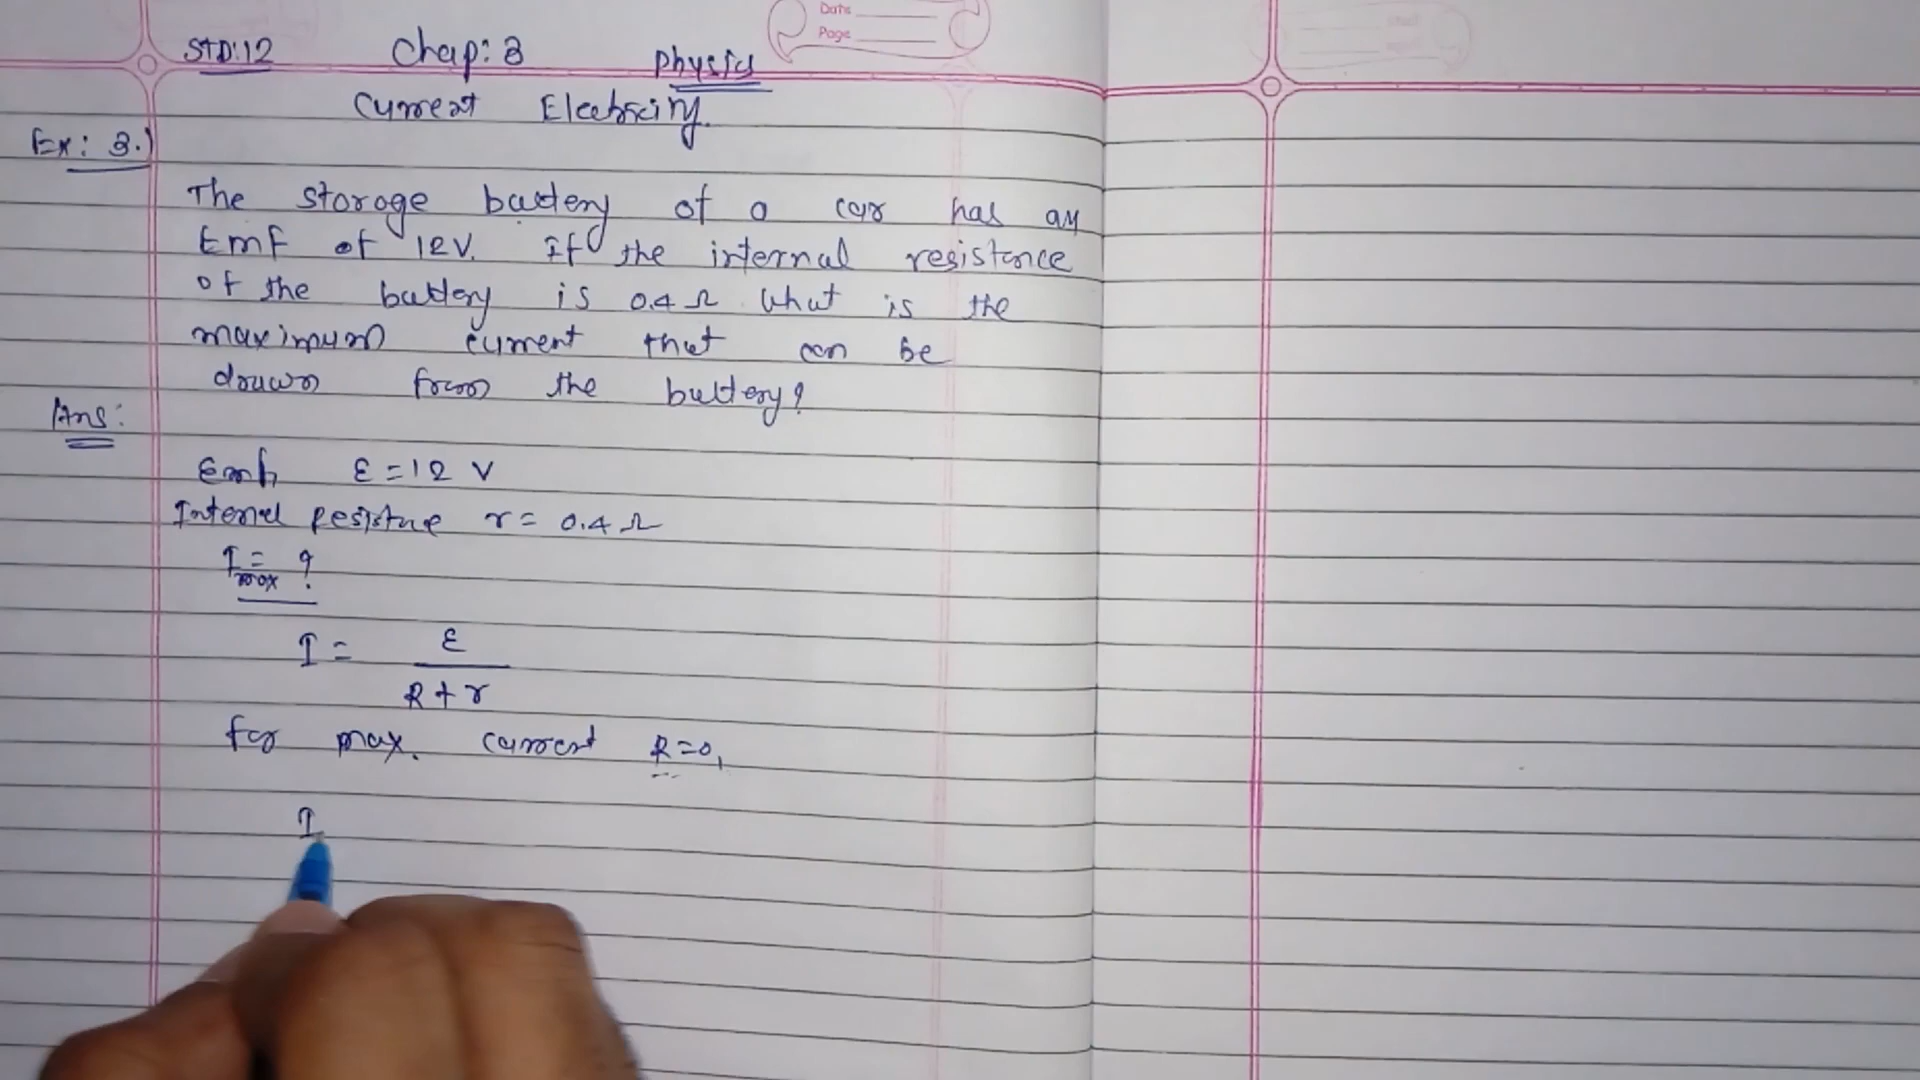 Date
Page
STD:12 Chap: 3 Physics
Current Electricity.
Ex: 3.1
The storage battery of a car has an
Emf of 12V. If the internal resistance
of the battery is 0.4 Ω what is the
maximum current that can be
drawn from the battery?
Ans:
Emf, ε = 12 V
Internal resistance r = 0.4 Ω
I max = ?
I = ε / R + r
for max. current R=0,
I